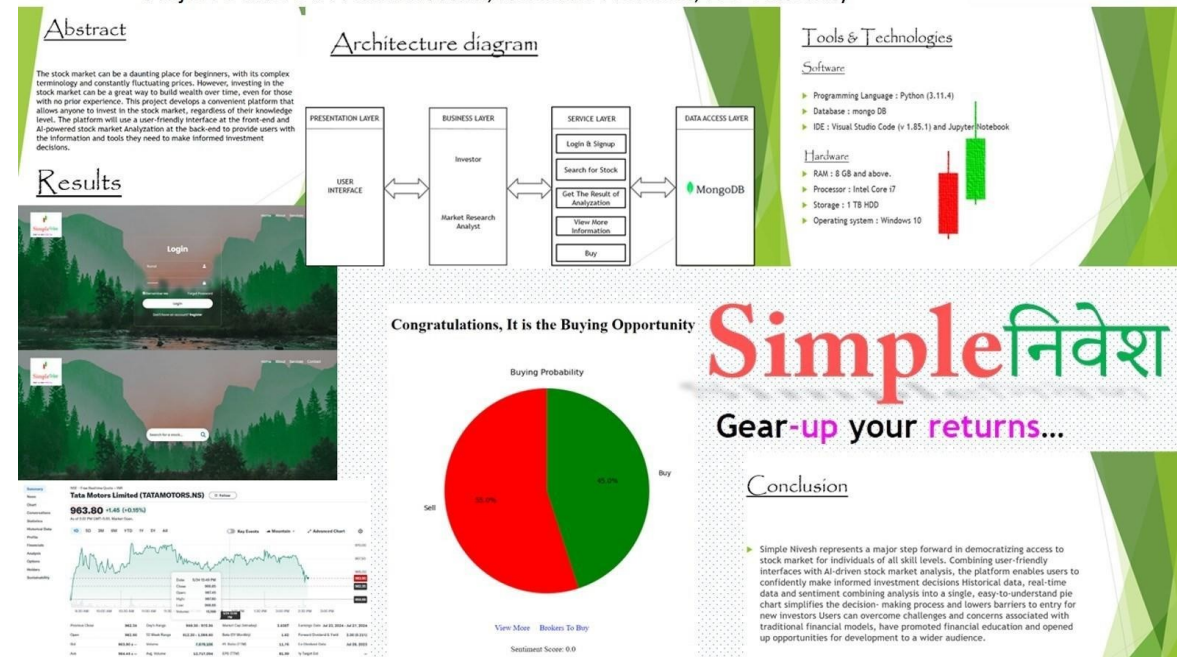 Abstract
The stock market can be a daunting place for beginners, with its complex
terminology and constantly fluctuating prices. However, investing in the
stock market can be a great way to build wealth over time, even for those
with no prior experience. This project develops a convenient platform that
allows anyone to invest in the stock market, regardless of their knowledge
level. The platform will use a user-friendly interface at the front-end and
AI-powered stock market Analyzation at the back-end to provide users with
the information and tools they need to make informed investment
decisions.
Architecture diagram
PRESENTATION LAYER
USER
INTERFACE
BUSINESS LAYER
Investor
Market Research
Analyst
SERVICE LAYER
Login & Signup
Search for Stock
Get The Result of
Analyzation
View More
Information
Buy
DATA ACCESS LAYER
MongoDB
Tools & Technologies
Software
Programming Language : Python (3.11.4)
Database : mongo DB
IDE : Visual Studio Code (v 1.85.1) and Jupyter Notebook
Hardware
RAM : 8 GB and above.
Processor : Intel Core i7
Storage : 1 TB HDD
Operating system : Windows 10
Results
Login
Login
Tata Motors Limited (TATAMOTORS.NS)
Follow
963.80 +1.45 (+0.15%)
Key Events
Mountain
Advanced Chart
Congratulations, It is the Buying Opportunity
Buying Probability
Sell
55.0%
45.0%
Buy
View More Brokers To Buy
Sentiment Score: 0.0
Simpleनिवेश
Gear-up your returns...
Conclusion
Simple Nivesh represents a major step forward in democratizing access to
stock market for individuals of all skill levels. Combining user-friendly
interfaces with AI-driven stock market analysis, the platform enables users to
confidently make informed investment decisions Historical data, real-time
data and sentiment combining analysis into a single, easy-to-understand pie
chart simplifies the decision- making process and lowers barriers to entry for
new investors Users can overcome challenges and concerns associated with
traditional financial models, have promoted financial education and opened
up opportunities for development to a wider audience.